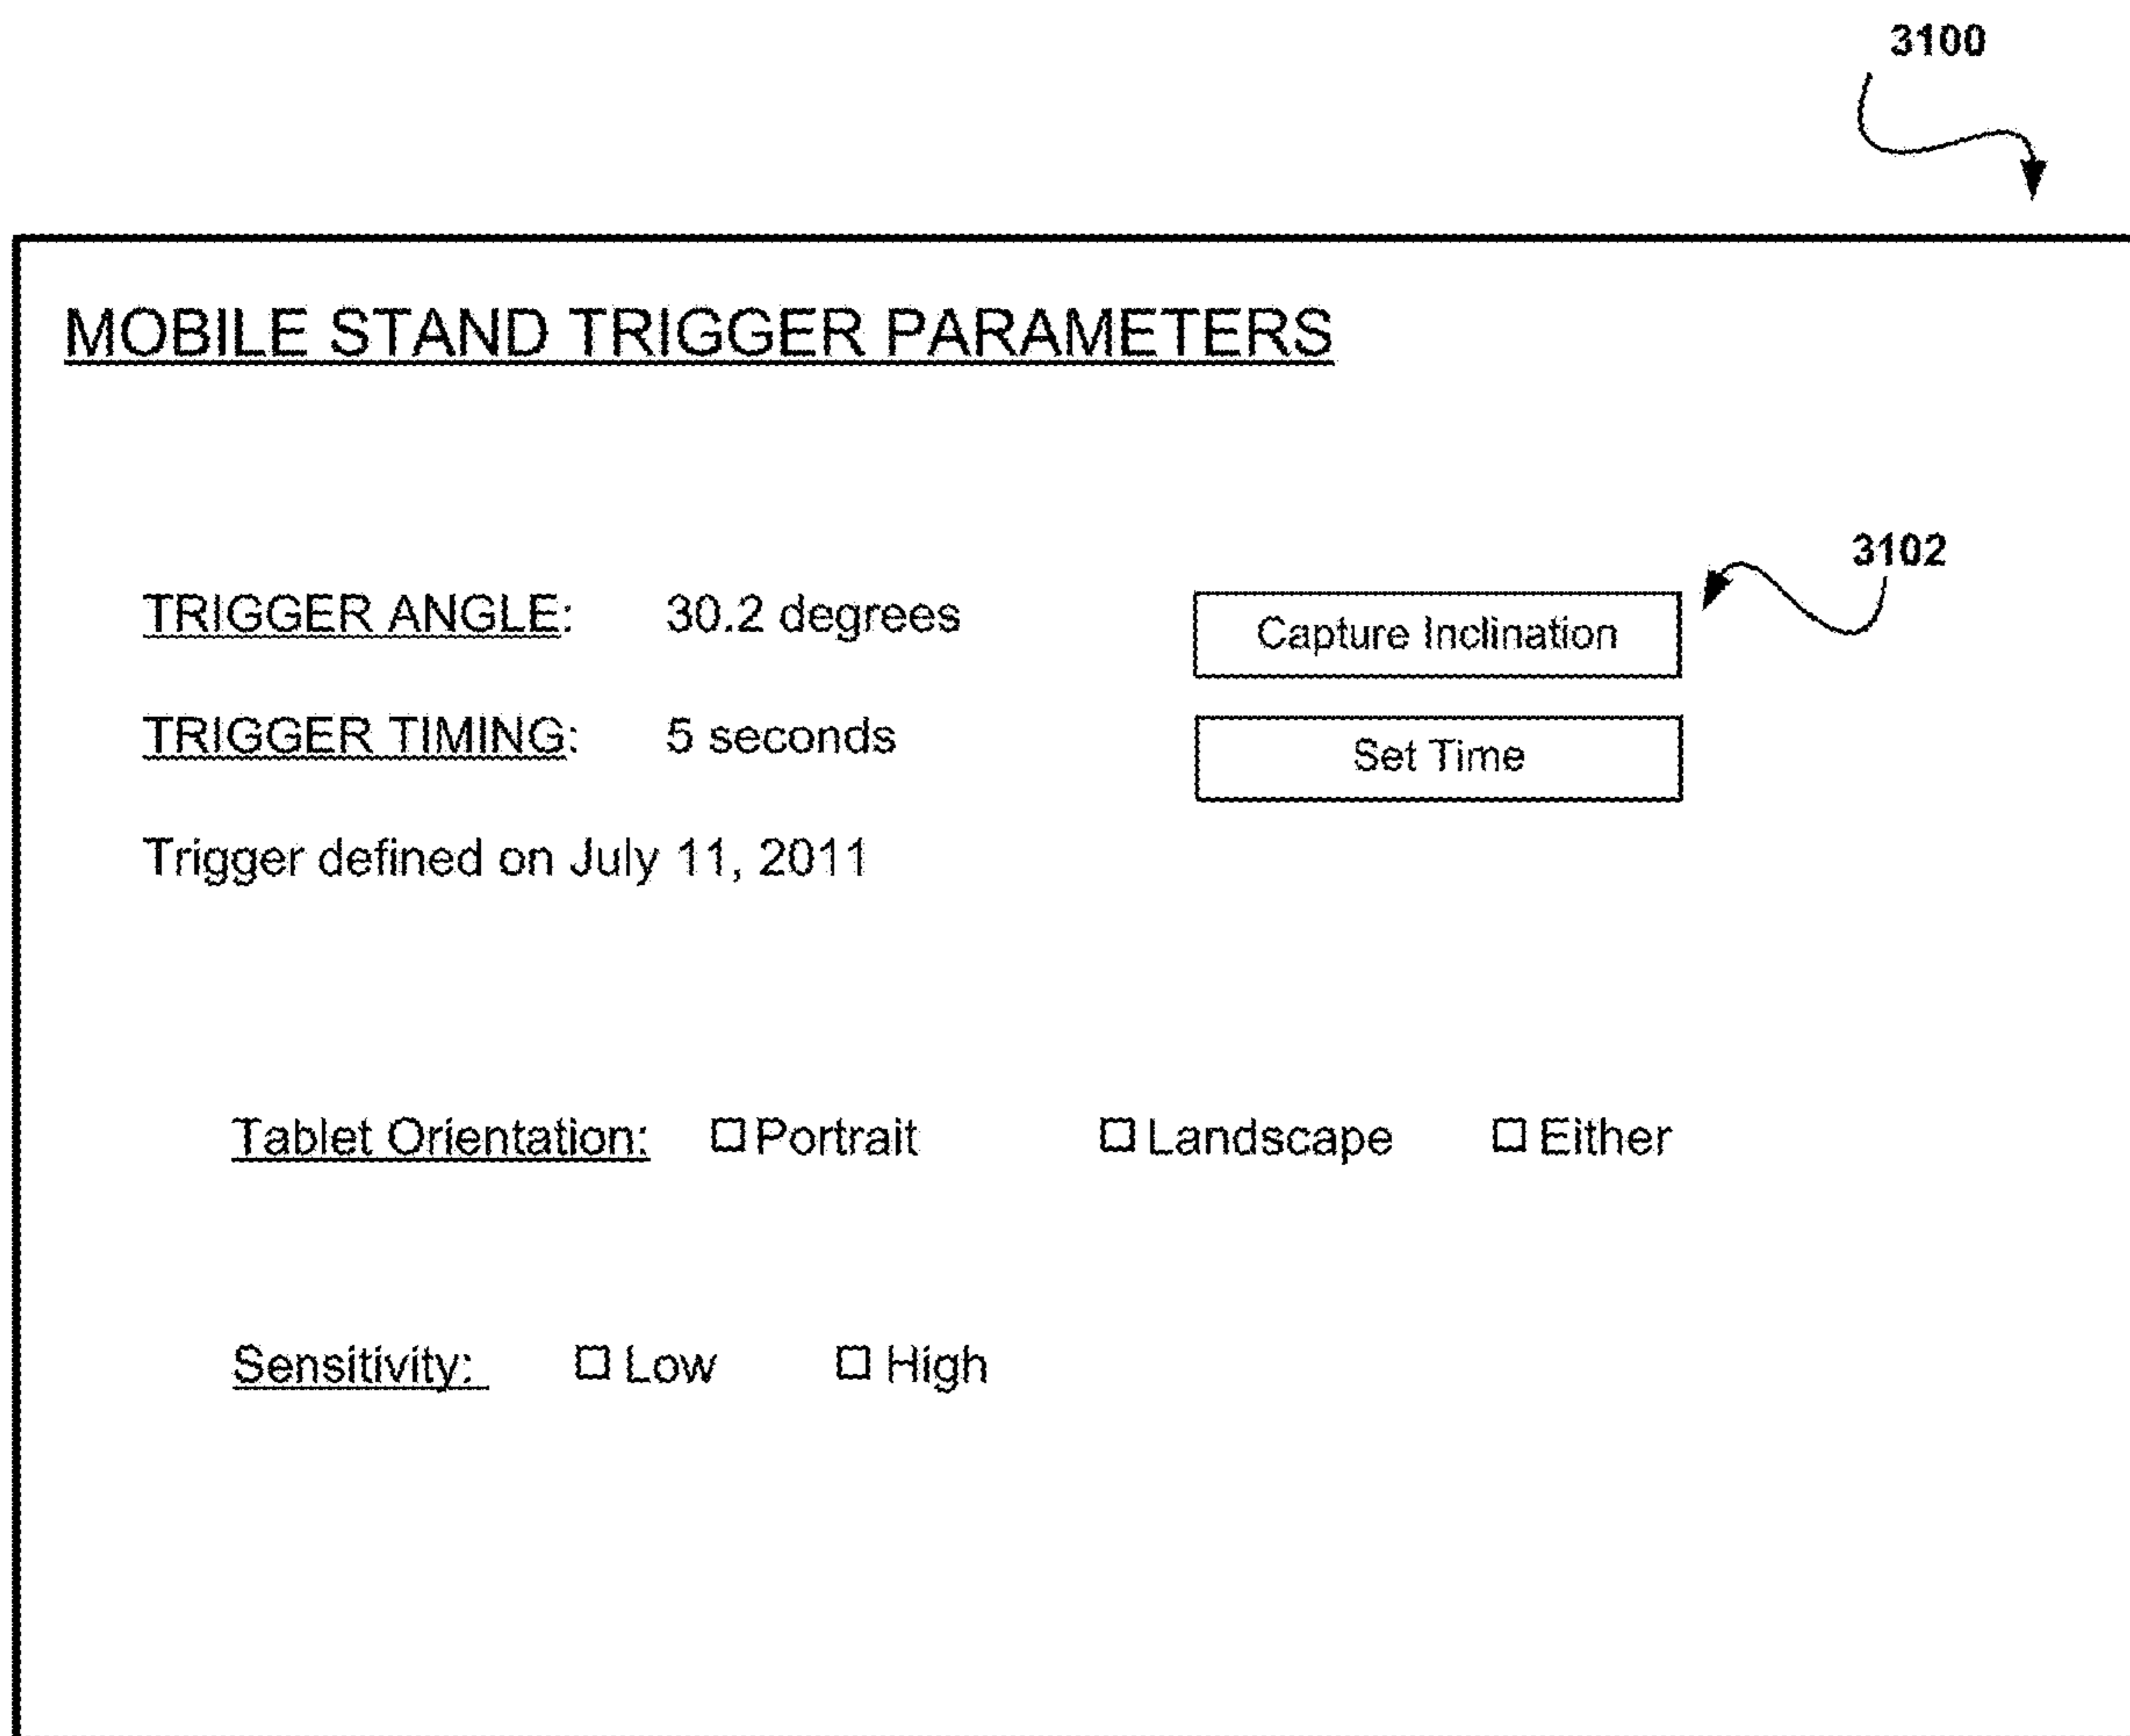 3100
MOBILE STAND TRIGGER PARAMETERS
3102
TRIGGER ANGLE: 30.2 degrees Capture Inclination
TRIGGER TIMING: 5 seconds Set Time
Trigger defined on July 11, 2011
Tablet Orientation: Portrait Landscape Either
Sensitivity: Low High